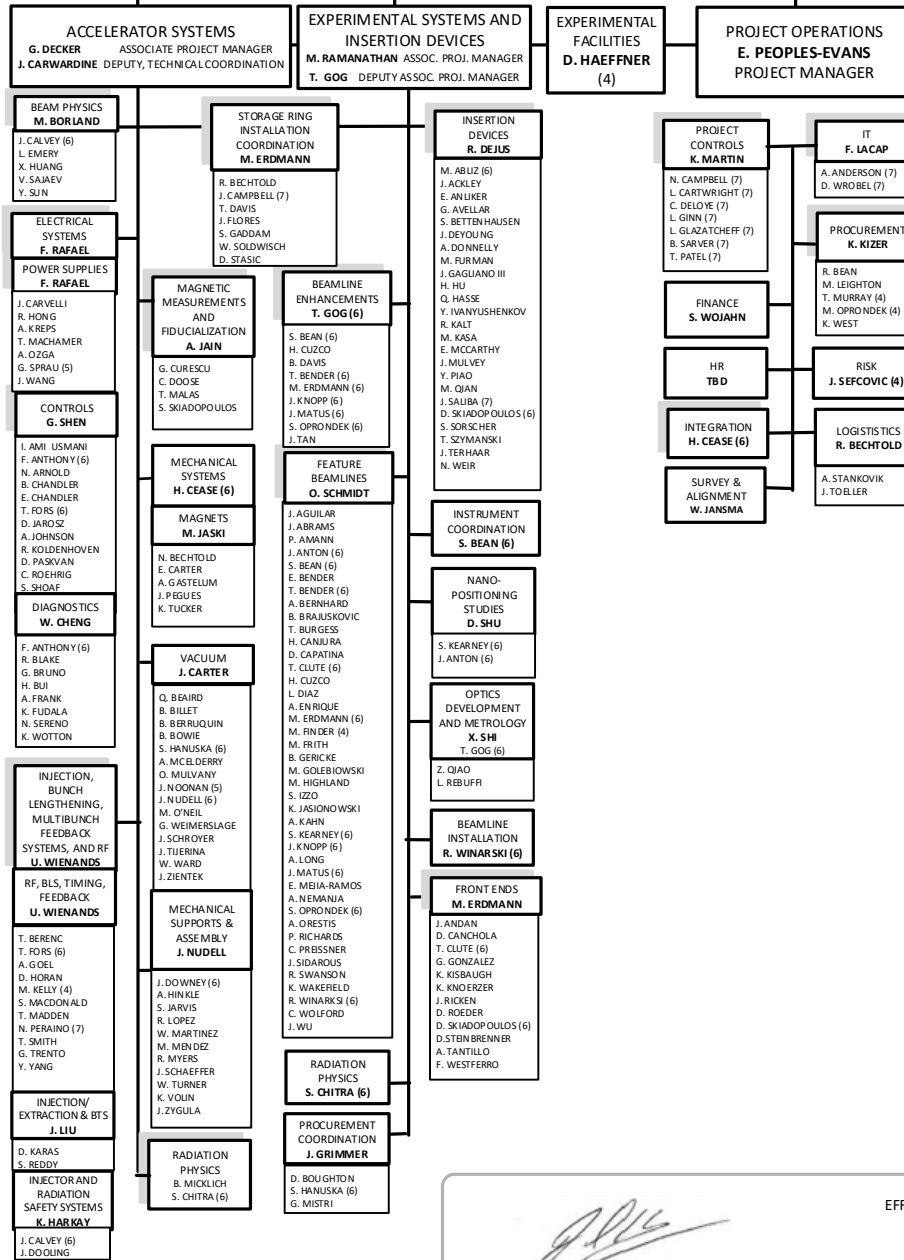 ACCELERATOR SYSTEMS
G. DECKER ASSOCIATE PROJECT MANAGER
J. CARWARDINE DEPUTY, TECHNICAL COORDINATION
EXPERIMENTAL SYSTEMS AND
INSERTION DEVICES
M. RAMANATHAN ASSOC. PROJ. MANAGER
T. GOG DEPUTY ASSOC. PROJ. MANAGER
EXPERIMENTAL
FACILITIES
D. HAEFFNER
(4)
PROJECT OPERATIONS
E. PEOPLES-EVANS
PROJECT MANAGER
BEAM PHYSICS
M. BORLAND
J. CALVEY (6)
L. EMERY
X. HUANG
V. SAJAEV
Y. SUN
ELECTRICAL
SYSTEMS
F. RAFAEL
POWER SUPPLIES
F. RAFAEL
J. CARVELLI
R. HONG
A. KREPS
T. MACHAMER
A. OZGA
G. SPRAU (5)
J. WANG
CONTROLS
G. SHEN
I. AMI USMANI
F. ANTHONY (6)
N. ARNOLD
B. CHANDLER
E. CHANDLER
T. FORS (6)
D. JAROSZ
A. JOHNSON
R. KOLDENHOVEN
D. PASKVAN
C. ROEHRIG
S. SHOAF
DIAGNOSTICS
W. CHENG
F. ANTHONY (6)
R. BLAKE
G. BRUNO
H. BUI
A. FRANK
K. FUDALA
N. SERENO
K. WOTTON
INJECTION,
BUNCH
LENGTHENING,
MULTIBUNCH
FEEDBACK
SYSTEMS, AND RF
U. WIENANDS
RF, BLS, TIMING,
FEEDBACK
U. WIENANDS
T. BERENC
T. FORS (6)
A. GOEL
D. HORAN
M. KELLY (4)
S. MACDONALD
T. MADDEN
N. PERAINO (7)
T. SMITH
G. TRENTO
Y. YANG
INJECTION/
EXTRACTION & BTS
J. LIU
D. KARAS
S. REDDY
INJECTOR AND
RADIATION
SAFETY SYSTEMS
K. HARKAY
J. CALVEY (6)
J. DOOLING
STORAGE RING
INSTALLATION
COORDINATION
M. ERDMANN
R. BECHTOLD
J. CAMPBELL (7)
T. DAVIS
J. FLORES
S. GADDAM
W. SOLDWISCH
D. STASIC
MAGNETIC
MEASUREMENTS
AND
FIDUCIALIZATION
A. JAIN
G. CURESCU
C. DOOSE
T. MALAS
S. SKIADOPOULOS
MECHANICAL
SYSTEMS
H. CEASE (6)
MAGNETS
M. JASKI
N. BECHTOLD
E. CARTER
A. GASTELUM
J. PEGUES
K. TUCKER
VACUUM
J. CARTER
Q. BEAIRD
B. BILLET
B. BERRUQUIN
B. BOWIE
S. HANUSKA (6)
A. MCELDERRY
O. MULVANY
J. NOONAN (5)
J. NUDELL (6)
M. O'NEIL
G. WEIMERSLAGE
J. SCHROYER
J. TIJERINA
W. WARD
J. ZIENTEK
MECHANICAL
SUPPORTS &
ASSEMBLY
J. NUDELL
J. DOWNEY (6)
A. HINKLE
S. JARVIS
R. LOPEZ
W. MARTINEZ
M. MENDEZ
R. MYERS
J. SCHAEFFER
W. TURNER
K. VOLIN
J. ZYGULA
RADIATION
PHYSICS
B. MICKLICH
S. CHITRA (6)
BEAMLINE
ENHANCEMENTS
T. GOG (6)
S. BEAN (6)
H. CUZCO
B. DAVIS
T. BENDER (6)
M. ERDMANN (6)
J. KNOPP (6)
J. MATUS (6)
S. OPRONDEK (6)
J. TAN
FEATURE
BEAMLINES
O. SCHMIDT
J. AGUILAR
J. ABRAMS
P. AMANN
J. ANTON (6)
S. BEAN (6)
E. BENDER
T. BENDER (6)
A. BERNHARD
B. BRAJUSKOVIC
T. BURGESS
H. CANJURA
D. CAPATINA
T. CLUTE (6)
H. CUZCO
L. DIAZ
A. ENRIQUE
M. ERDMANN (6)
M. FINDER (4)
M. FRITH
B. GERICKE
M. GOLEBIOWSKI
M. HIGHLAND
S. IZZO
K. JASIONOWSKI
A. KAHN
S. KEARNEY (6)
J. KNOPP (6)
A. LONG
J. MATUS (6)
E. MEJIA-RAMOS
A. NEMANJA
S. OPRONDEK (6)
A. ORESTIS
P. RICHARDS
C. PREISSNER
J. SIDAROUS
R. SWANSON
K. WAKEFIELD
R. WINARKSI (6)
C. WOLFORD
J. WU
RADIATION
PHYSICS
S. CHITRA (6)
PROCUREMENT
COORDINATION
J. GRIMMER
D. BOUGHTON
S. HANUSKA (6)
G. MISTRI
INSERTION
DEVICES
R. DEJUS
M. ABLIZ (6)
J. ACKLEY
E. ANLIKER
G. AVELLAR
S. BETTENHAUSEN
J. DEYOUNG
A. DONNELLY
M. FURMAN
J. GAGLIANO III
H. HU
Q. HASSE
Y. IVANYUSHENKOV
R. KALT
M. KASA
E. MCCARTHY
J. MULVEY
Y. PIAO
M. QIAN
J. SALIBA (7)
D. SKIADOPOULOS (6)
S. SORSCHER
T. SZYMANSKI
J. TERHAAR
N. WEIR
INSTRUMENT
COORDINATION
S. BEAN (6)
NANO-
POSITIONING
STUDIES
D. SHU
S. KEARNEY (6)
J. ANTON (6)
OPTICS
DEVELOPMENT
AND METROLOGY
X. SHI
T. GOG (6)
Z. QIAO
L. REBUFFI
BEAMLINE
INSTALLATION
R. WINARSKI (6)
FRONT ENDS
M. ERDMANN
J. ANDAN
D. CANCHOLA
T. CLUTE (6)
G. GONZALEZ
K. KISBAUGH
K. KNOERZER
J. RICKEN
D. ROEDER
D. SKIADOPOULOS (6)
D.STEINBRENNER
A. TANTILLO
F. WESTFERRO
PROJECT
CONTROLS
K. MARTIN
N. CAMPBELL (7)
L. CARTWRIGHT (7)
C. DELOYE (7)
L. GINN (7)
L. GLAZATCHEFF (7)
B. SARVER (7)
T. PATEL (7)
FINANCE
S. WOJAHN
HR
TBD
INTEGRATION
H. CEASE (6)
SURVEY &
ALIGNMENT
W. JANSMA
IT
F. LACAP
A. ANDERSON (7)
D. WROBEL (7)
PROCUREMENT
K. KIZER
R. BEAN
M. LEIGHTON
T. MURRAY (4)
M. OPRONDEK (4)
K. WEST
RISK
J. SEFCOVIC (4)
LOGISTISTICS
R. BECHTOLD
A. STANKOVIK
J. TOELLER
EFF